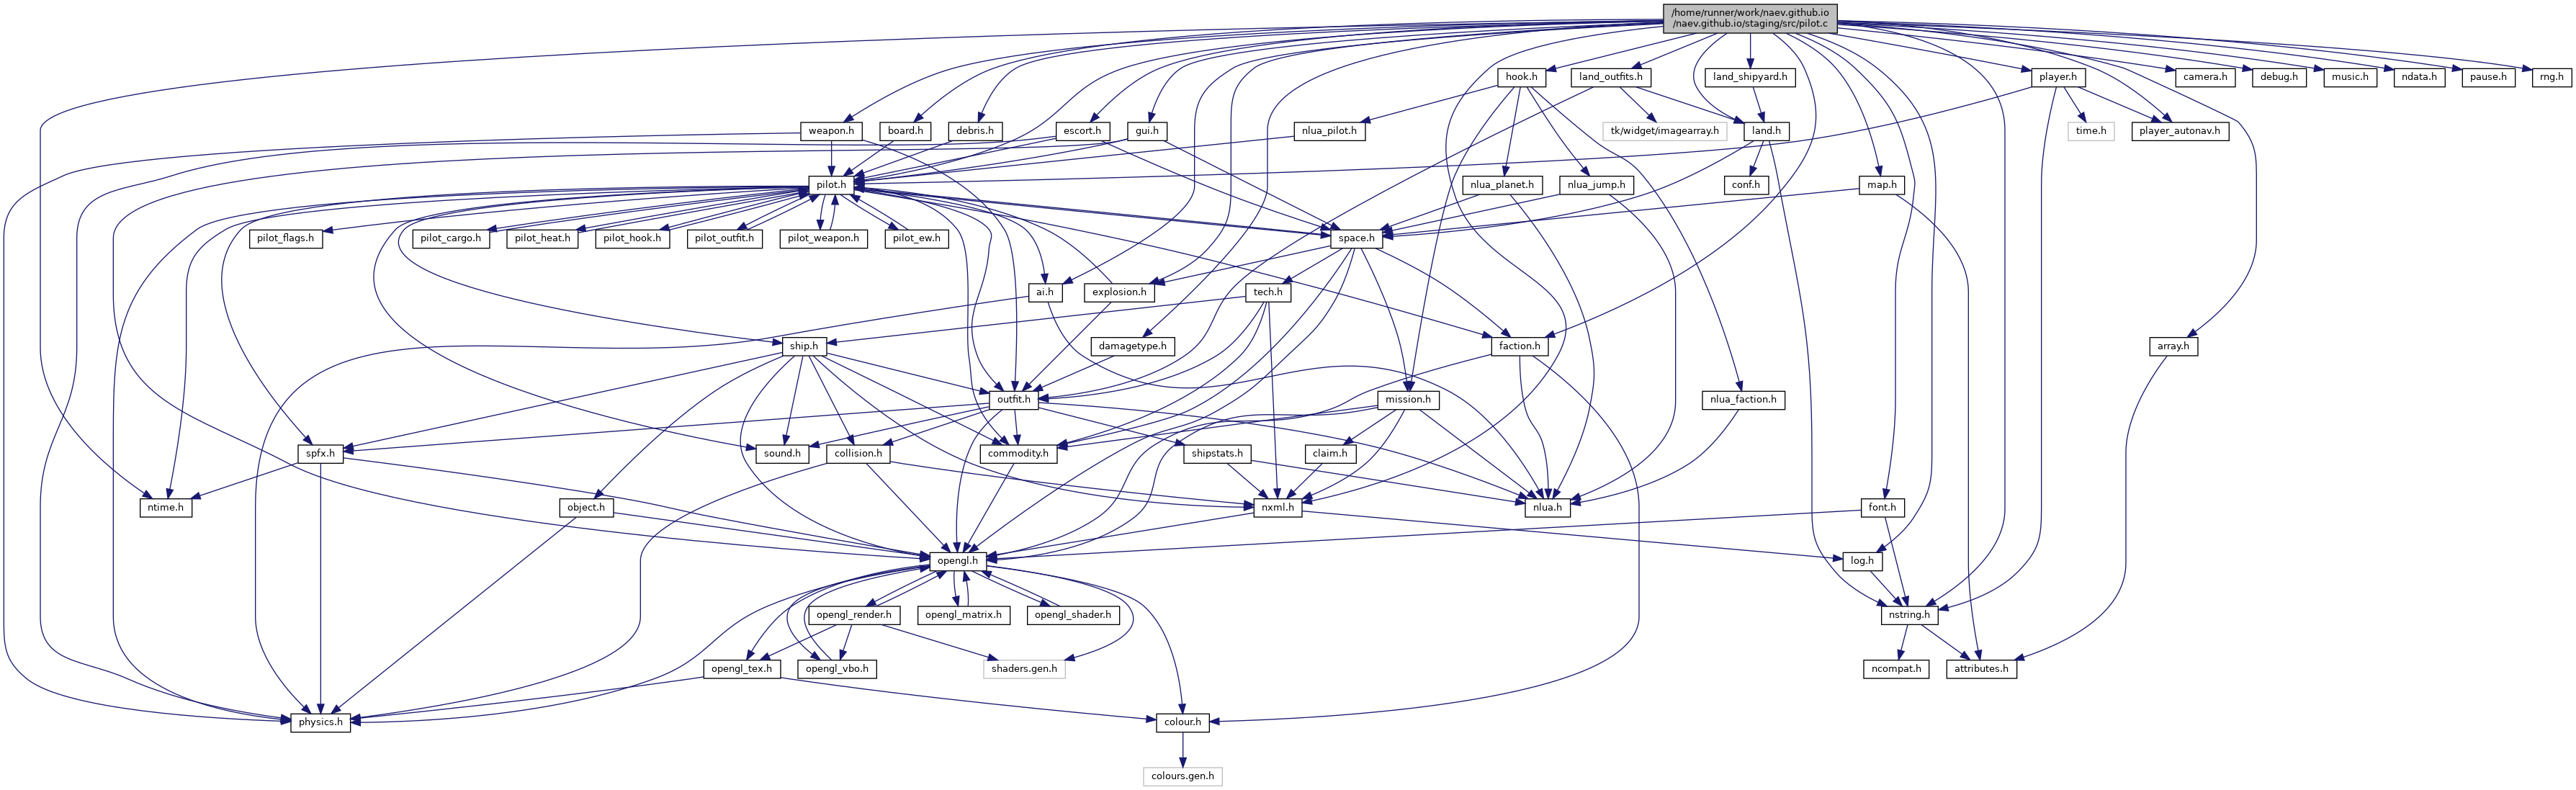 /home/runner/work/naev.github.io
/naev.github.io/staging/src/pilot.c
hook.h
land_outfits.h
land_shipyard.h
player.h
camera.h
debug.h
music.h
ndata.h
pause.h
rng.h
weapon.h
board.h
debris.h
escort.h
gui.h
nlua_pilot.h
tk/widget/imagearray.h
land.h
time.h
player_autonav.h
pilot.h
nlua_planet.h
nlua_jump.h
conf.h
map.h
pilot_flags.h
pilot_cargo.h
pilot_heat.h
pilot_hook.h
pilot_outfit.h
pilot_weapon.h
pilot_ew.h
space.h
ai.h
explosion.h
tech.h
ship.h
damagetype.h
faction.h
array.h
outfit.h
mission.h
nlua_faction.h
spfx.h
sound.h
collision.h
commodity.h
shipstats.h
claim.h
ntime.h
object.h
nxml.h
nlua.h
font.h
opengl.h
log.h
opengl_render.h
opengl_matrix.h
opengl_shader.h
nstring.h
opengl_tex.h
opengl_vbo.h
shaders.gen.h
ncompat.h
attributes.h
physics.h
colour.h
colours.gen.h